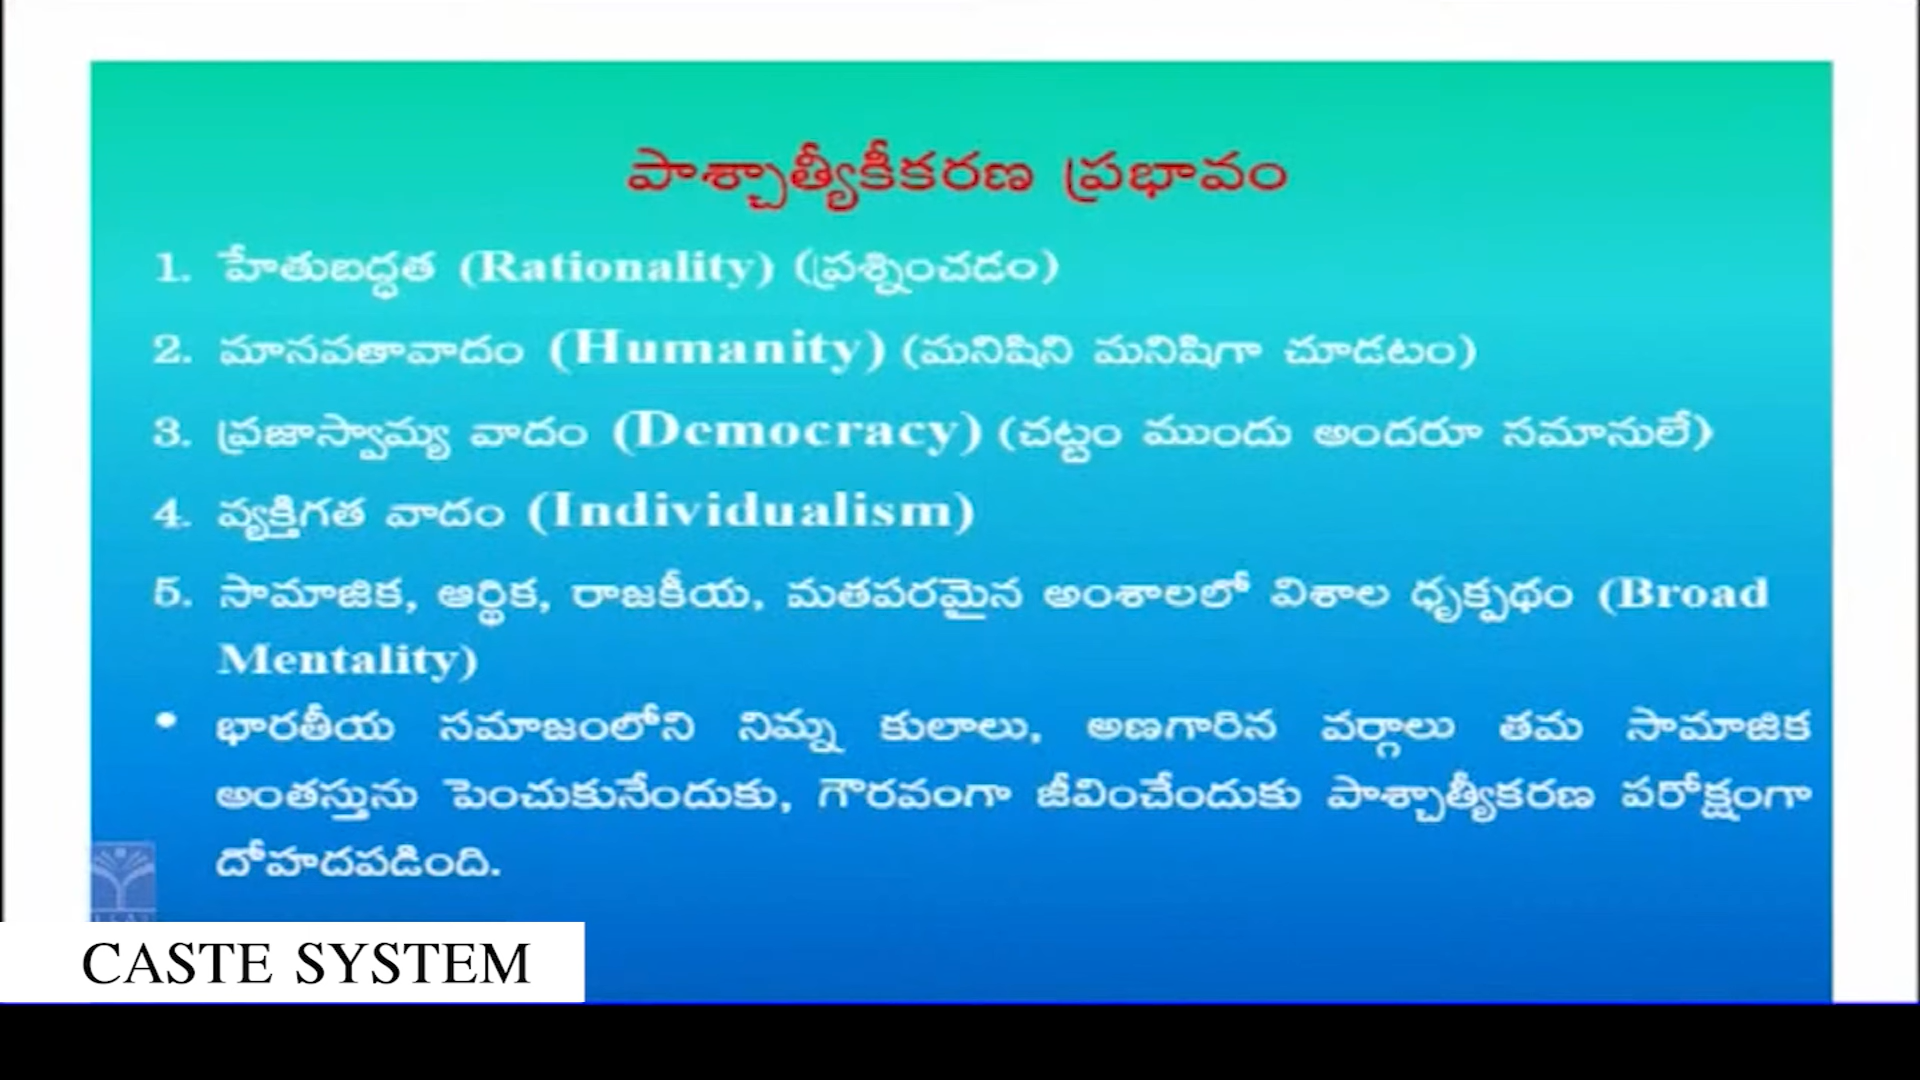 పాశ్చాత్యీకీకరణ ప్రభావం
1. హేతుబద్ధత (Rationality) (ప్రశ్నించడం)
2. మానవతావాదం (Humanity) (మనిషిని మనిషిగా చూడటం)
3. ప్రజాస్వామ్య వాదం (Democracy) (చట్టం ముందు అందరూ సమానులే)
4. వ్యక్తిగత వాదం (Individualism)
5. సామాజిక, ఆర్థిక, రాజకీయ, మతపరమైన అంశాలలో విశాల ధృక్పథం (Broad
Mentality)
• భారతీయ సమాజంలోని నిమ్న కులాలు, అణగారిన వర్గాలు తమ సామాజిక
అంతస్తును పెంచుకునేందుకు, గౌరవంగా జీవించేందుకు పాశ్చాత్యీకరణ పరోక్షంగా
దోహదపడింది.
CASTE SYSTEM